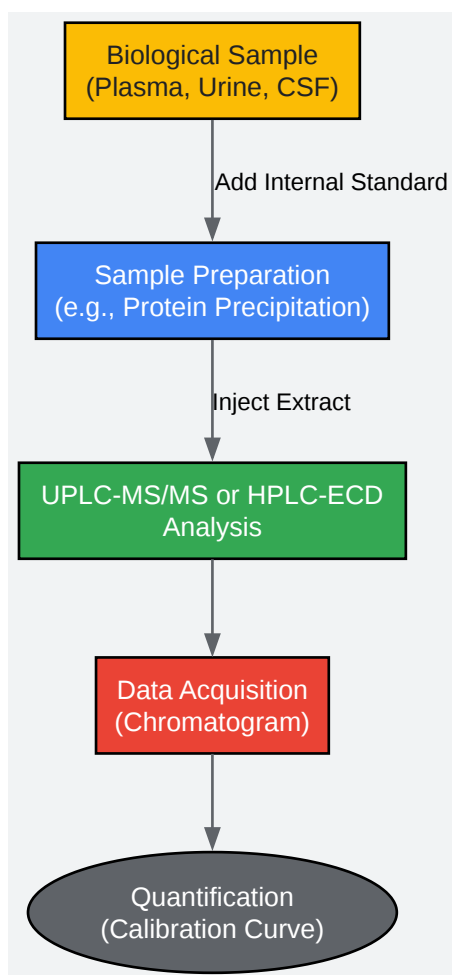 Biological Sample
(Plasma, Urine, CSF)
Add Internal Standard
Sample Preparation
(e.g., Protein Precipitation)
Inject Extract
UPLC-MS/MS or HPLC-ECD
Analysis
Data Acquisition
(Chromatogram)
Quantification
(Calibration Curve)